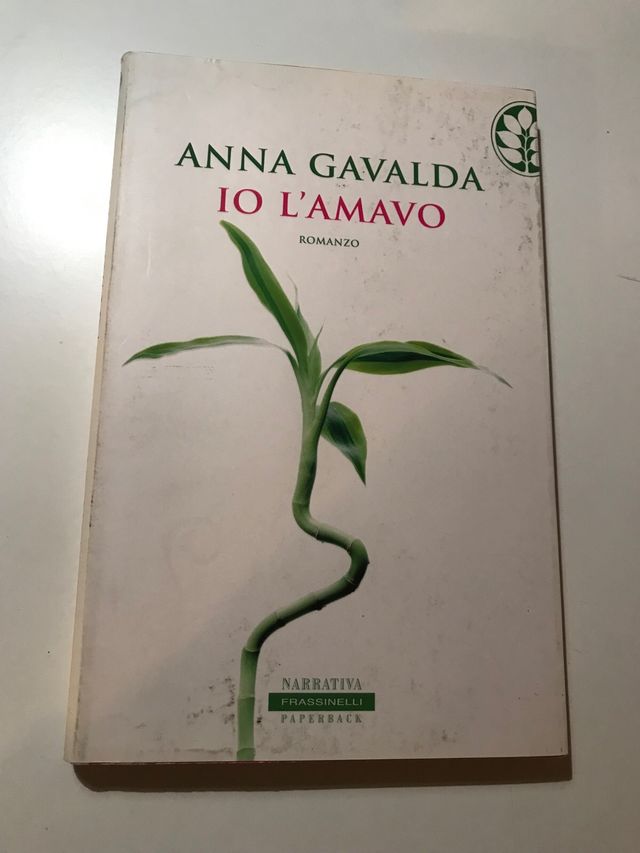 ANNA GAVALDA
IO L'AMAVO
ROMANZO
NARRATIVA
FRASSINELLI
PAPERBACK